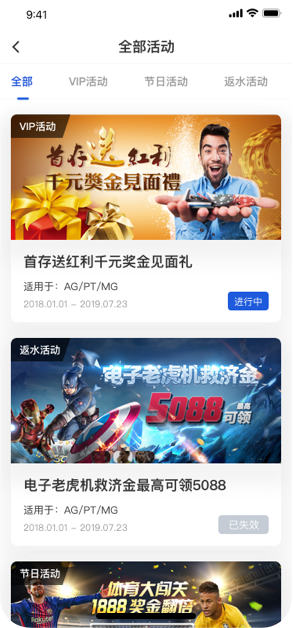 9:41
全部活动
全部 VIP活动 节日活动 返水活动
VIP活动
首存送红利
千元獎金見面禮
首存送红利千元奖金见面礼
适用于：AG/PT/MG
2018.01.01 ~ 2019.07.23
进行中
返水活动
电子老虎机救济金
5088 最高可领
电子老虎机救济金最高可领5088
适用于：AG/PT/MG
2018.01.01 ~ 2019.07.23
已失效
节日活动
体育大闯关
1888 奖金翻倍
Rakuten